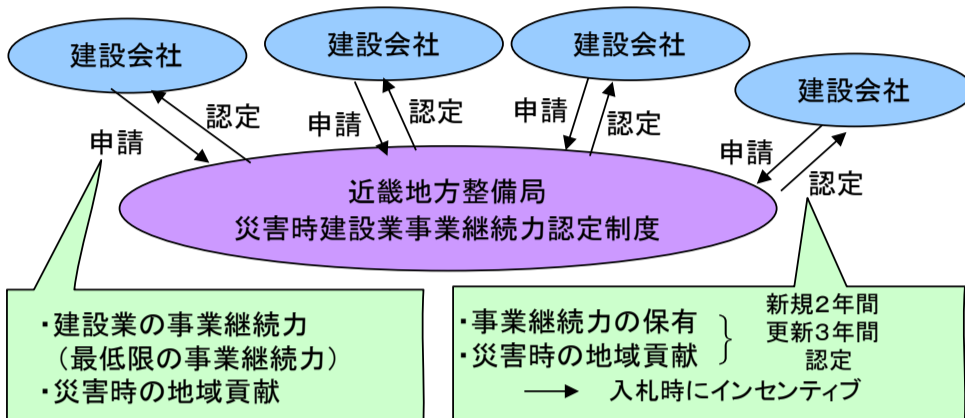 建設会社
建設会社
建設会社
建設会社
申請
認定
申請
認定
申請
認定
申請
認定
近畿地方整備局
災害時建設業事業継続力認定制度
・建設業の事業継続力
（最低限の事業継続力）
・災害時の地域貢献
・事業継続力の保有
・災害時の地域貢献
新規２年間
更新３年間
認定
入札時にインセンティブ